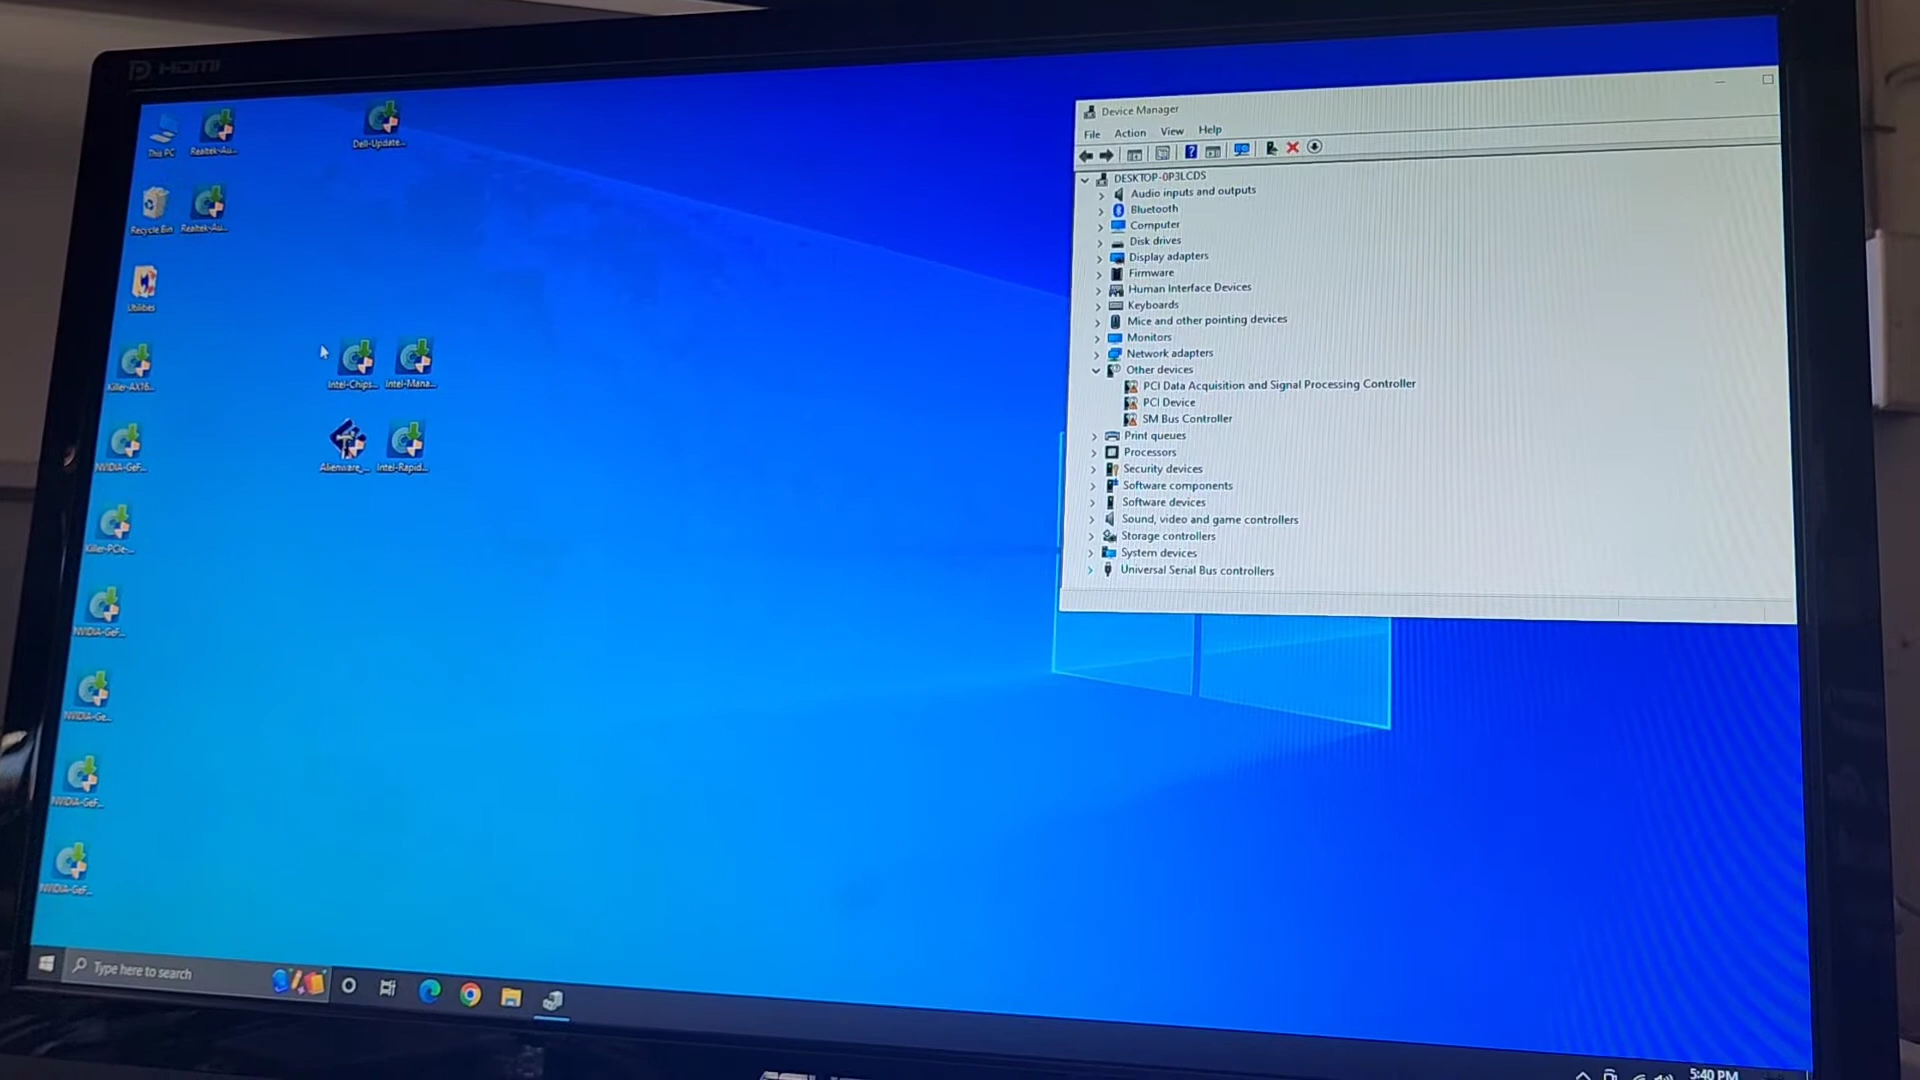 HDMI
This PC
Realtek-Au...
Dell-Update...
Recycle Bin
Realtek-Au...
Utilities
Killer-AX16...
Intel-Chips...
Intel-Mana...
NVIDIA-GeF...
Alienware_...
Intel-Rapid...
Killer-PCIe-...
NVIDIA-GeF...
NVIDIA-Ge...
NVIDIA-GeF...
NVIDIA-GeF...
Device Manager
File Action View Help
DESKTOP-0P3LCDS
Audio inputs and outputs
Bluetooth
Computer
Disk drives
Display adapters
Firmware
Human Interface Devices
Keyboards
Mice and other pointing devices
Monitors
Network adapters
Other devices
PCI Data Acquisition and Signal Processing Controller
PCI Device
SM Bus Controller
Print queues
Processors
Security devices
Software components
Software devices
Sound, video and game controllers
Storage controllers
System devices
Universal Serial Bus controllers
Type here to search
5:40 PM